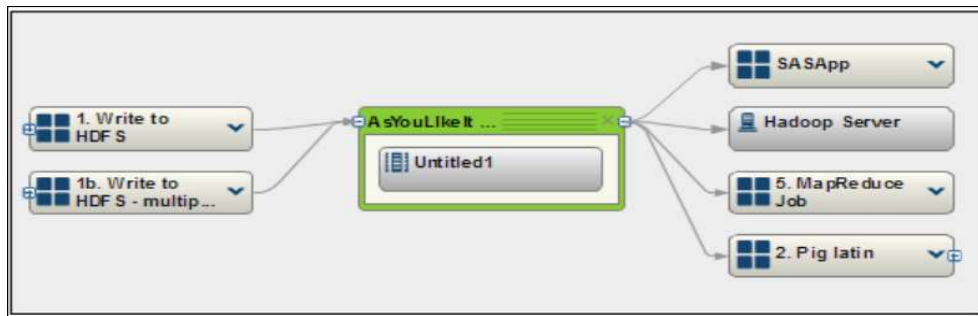 1. Write to
HDFS
1b. Write to
HDFS - multip...
AsYouLIkeIt ...
Untitled1
SASApp
Hadoop Server
5. MapReduce
Job
2. Pig latin